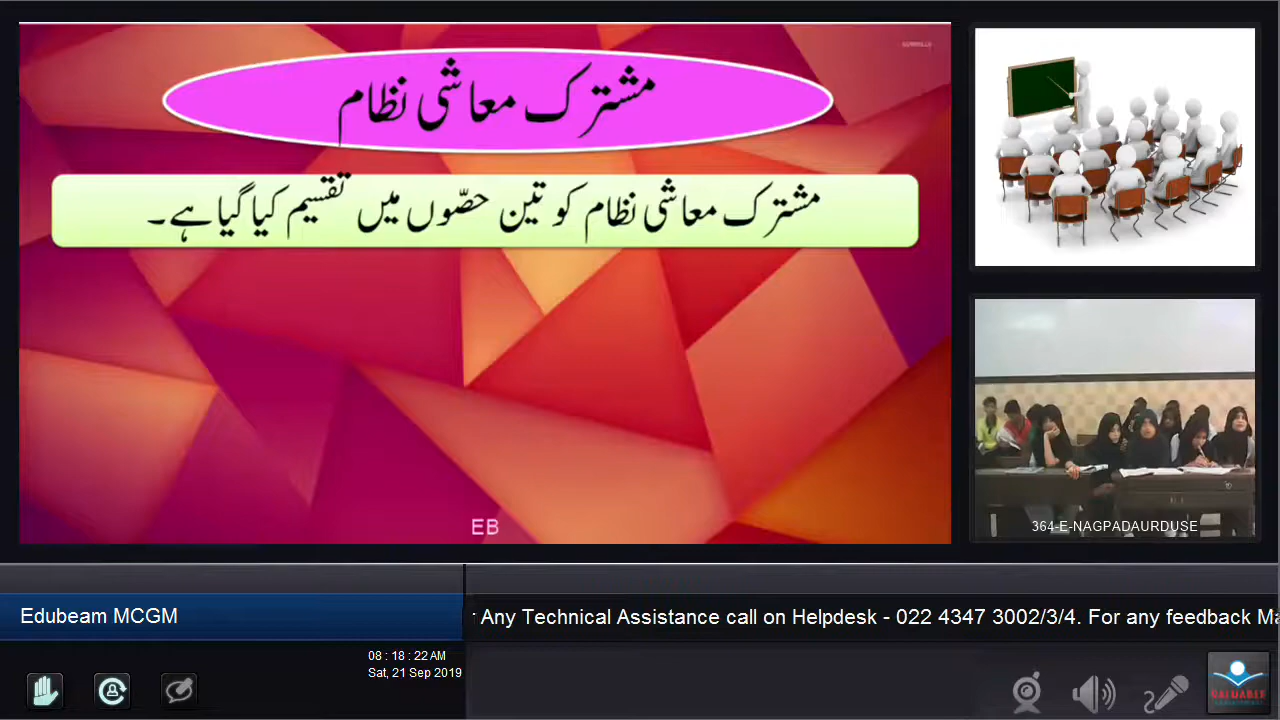 مشترک معاشی نظام
مشترک معاشی نظام کو تین حصّوں میں تقسیم کیا گیا ہے۔
EB
364-E-NAGPADAURDUSE
Edubeam MCGM
Any Technical Assistance call on Helpdesk - 022 4347 3002/3/4. For any feedback Ma
08 : 18 : 22 AM
Sat, 21 Sep 2019